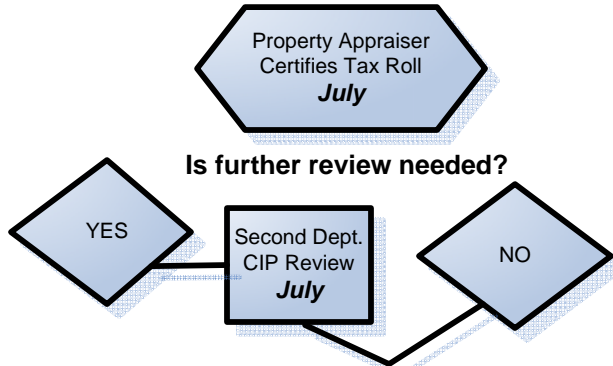 Property Appraiser
Certifies Tax Roll
July
Is further review needed?
YES
Second Dept.
CIP Review
July
NO